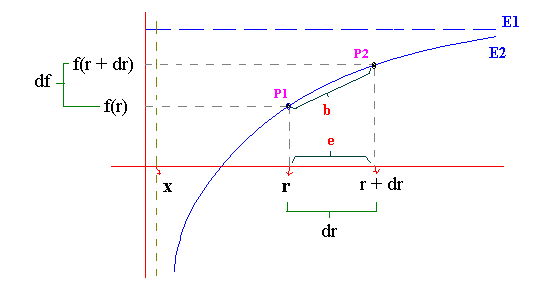 E1
E2
P2
f(r + dr)
df
P1
f(r)
b
e
x
r
r + dr
dr